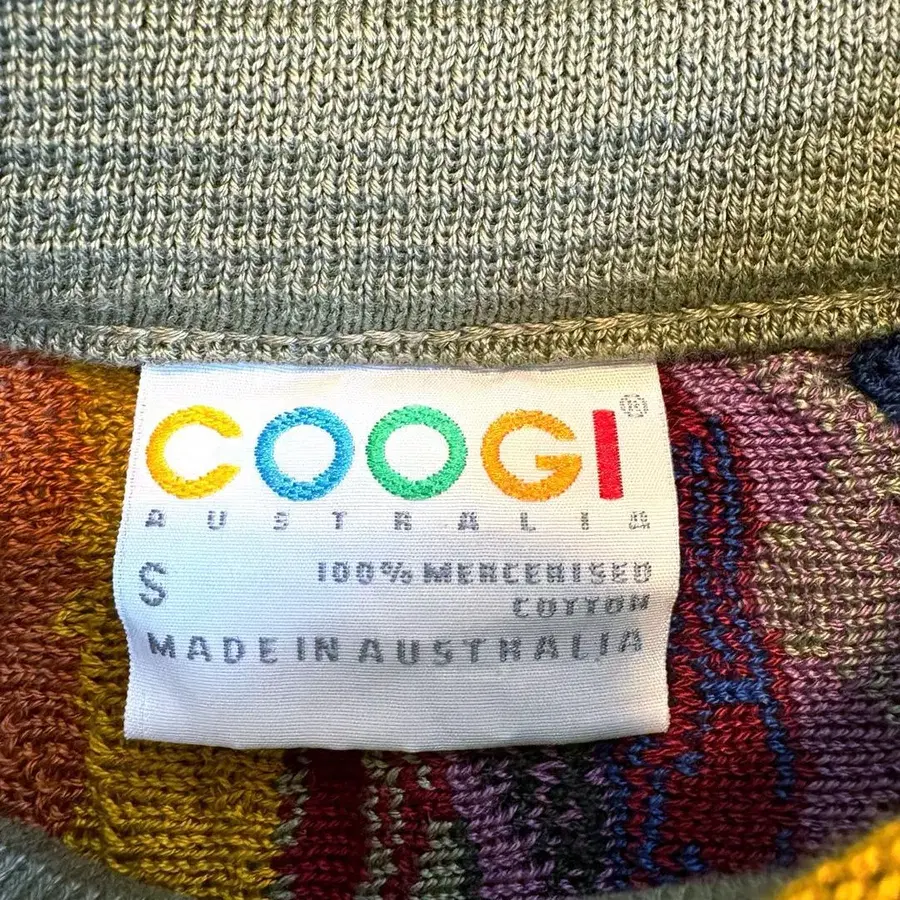 COOGI®
AUSTRALIA
S 100% MERCERISED
COTTON
MADE IN AUSTRALIA